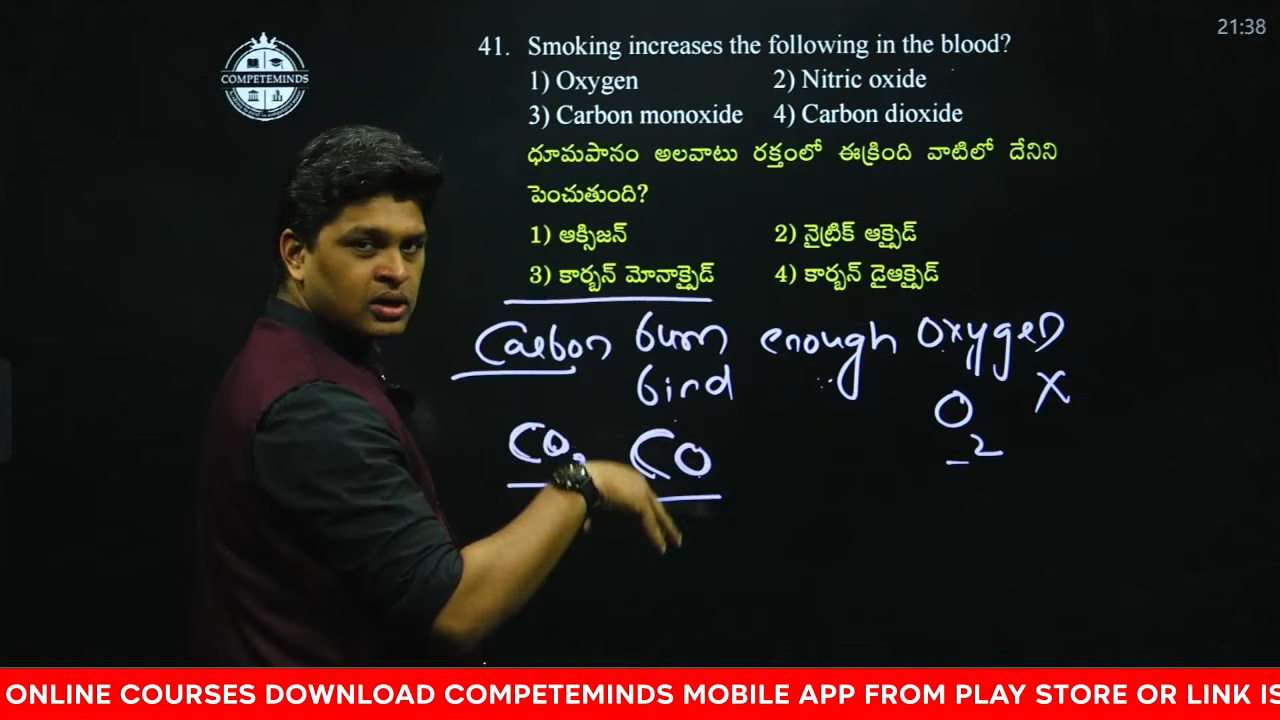 21:38
COMPETEMINDS
41. Smoking increases the following in the blood?
1) Oxygen 2) Nitric oxide
3) Carbon monoxide 4) Carbon dioxide
ధూమపానం అలవాటు రక్తంలో ఈక్రింది వాటిలో దేనిని
పెంచుతుంది?
1) ఆక్సిజన్ 2) నైట్రిక్ ఆక్సైడ్
3) కార్బన్ మోనాక్సైడ్ 4) కార్బన్ డైఆక్సైడ్
Carbon burn enough Oxygen
bind X
CO2 CO O2
ONLINE COURSES DOWNLOAD COMPETEMINDS MOBILE APP FROM PLAY STORE OR LINK IS